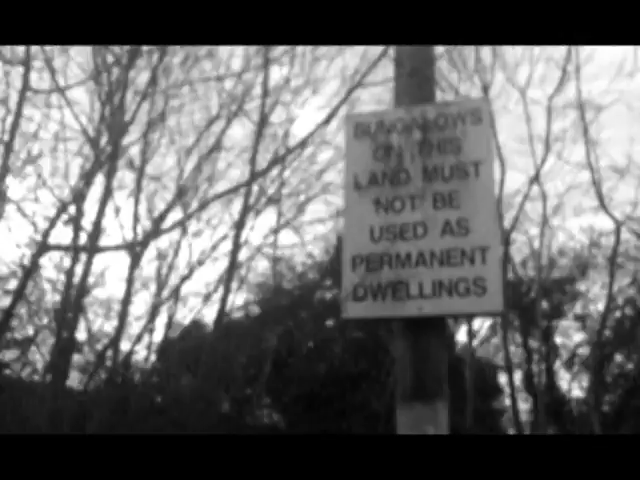 BUNGALOWS
ON THIS
LAND MUST
NOT BE
USED AS
PERMANENT
DWELLINGS